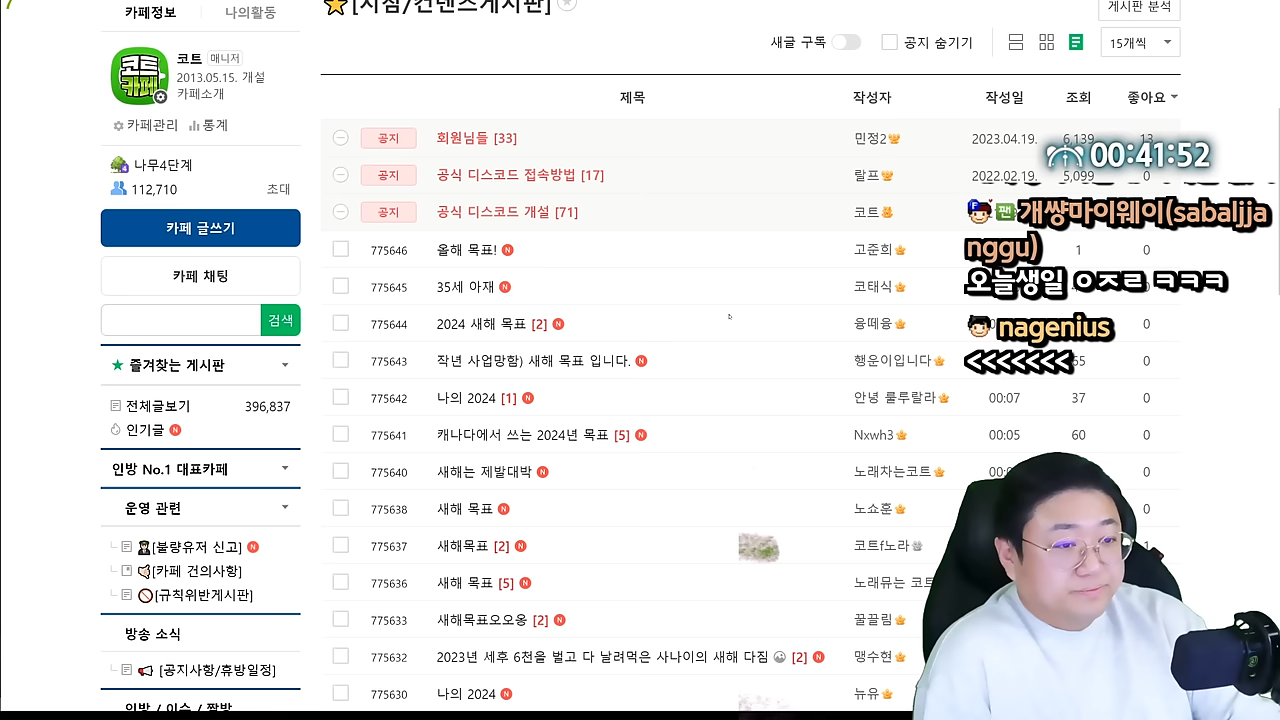 카페정보 나의활동
코트 매니저
2013.05.15. 개설
카페소개
카페관리 통계
나무4단계
112,710 초대
카페 글쓰기
카페 채팅
검색
즐겨찾는 게시판
전체글보기 396,837
인기글 N
인방 No.1 대표카페
운영 관련
[불량유저 신고] N
[카페 건의사항]
[규칙위반게시판]
방송 소식
[공지사항/휴방일정]
인방 / 이슈 / 짤방
[시참/컨텐츠게시판]
게시판 분석
새글 구독 공지 숨기기 15개씩
제목 작성자 작성일 조회 좋아요
공지 회원님들 [33] 민정2 2023.04.19. 6,139 13
공지 공식 디스코드 접속방법 [17] 랄프 2022.02.19. 5,099 0
공지 공식 디스코드 개설 [71] 코트
775646 올해 목표! N 고준희 1 0
775645 35세 아재 N 코태식
775644 2024 새해 목표 [2] N 융떼융 0
775643 작년 사업망함) 새해 목표 입니다. N 행운이입니다 0
775642 나의 2024 [1] N 안녕 룰루랄라 00:07 37 0
775641 캐나다에서 쓰는 2024년 목표 [5] N Nxwh3 00:05 60 0
775640 새해는 제발대박 N 노래차는코트 0
775638 새해 목표 N 노쇼훈 0
775637 새해목표 [2] N 코트f노라
775636 새해 목표 [5] N 노래뮤는 코트
775633 새해목표오오옹 [2] N 꿀끌림
775632 2023년 세후 6천을 벌고 다 날려먹은 사나이의 새해 다짐 [2] N 맹수현
775630 나의 2024 N 뉴유
00:41:52
팬 개썅마이웨이(sabaljja
nggu)
오늘생일 ㅇㅈㄹ ㅋㅋㅋ
nagenius
<<<<<<<